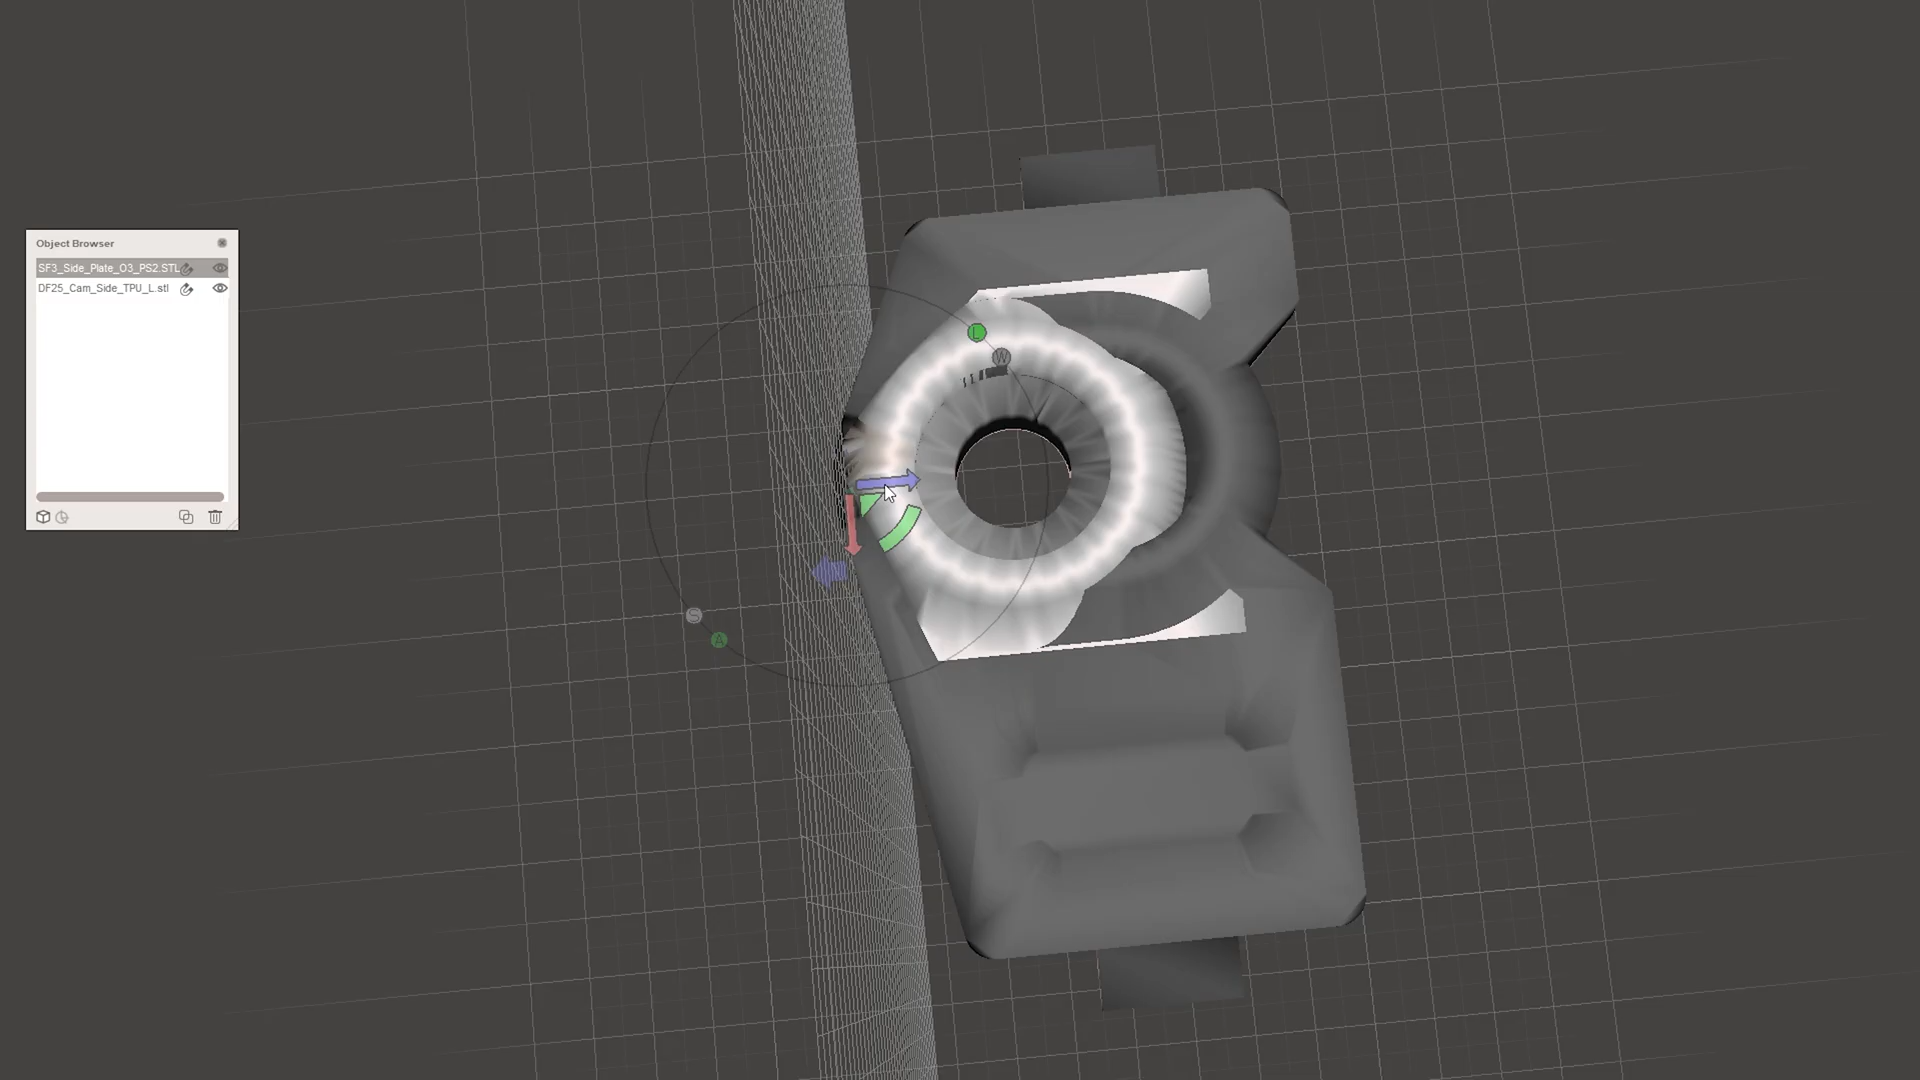 Object Browser
SF3_Side_Plate_O3_PS2.STL
DF25_Cam_Side_TPU_L.stl
L
W
S
A